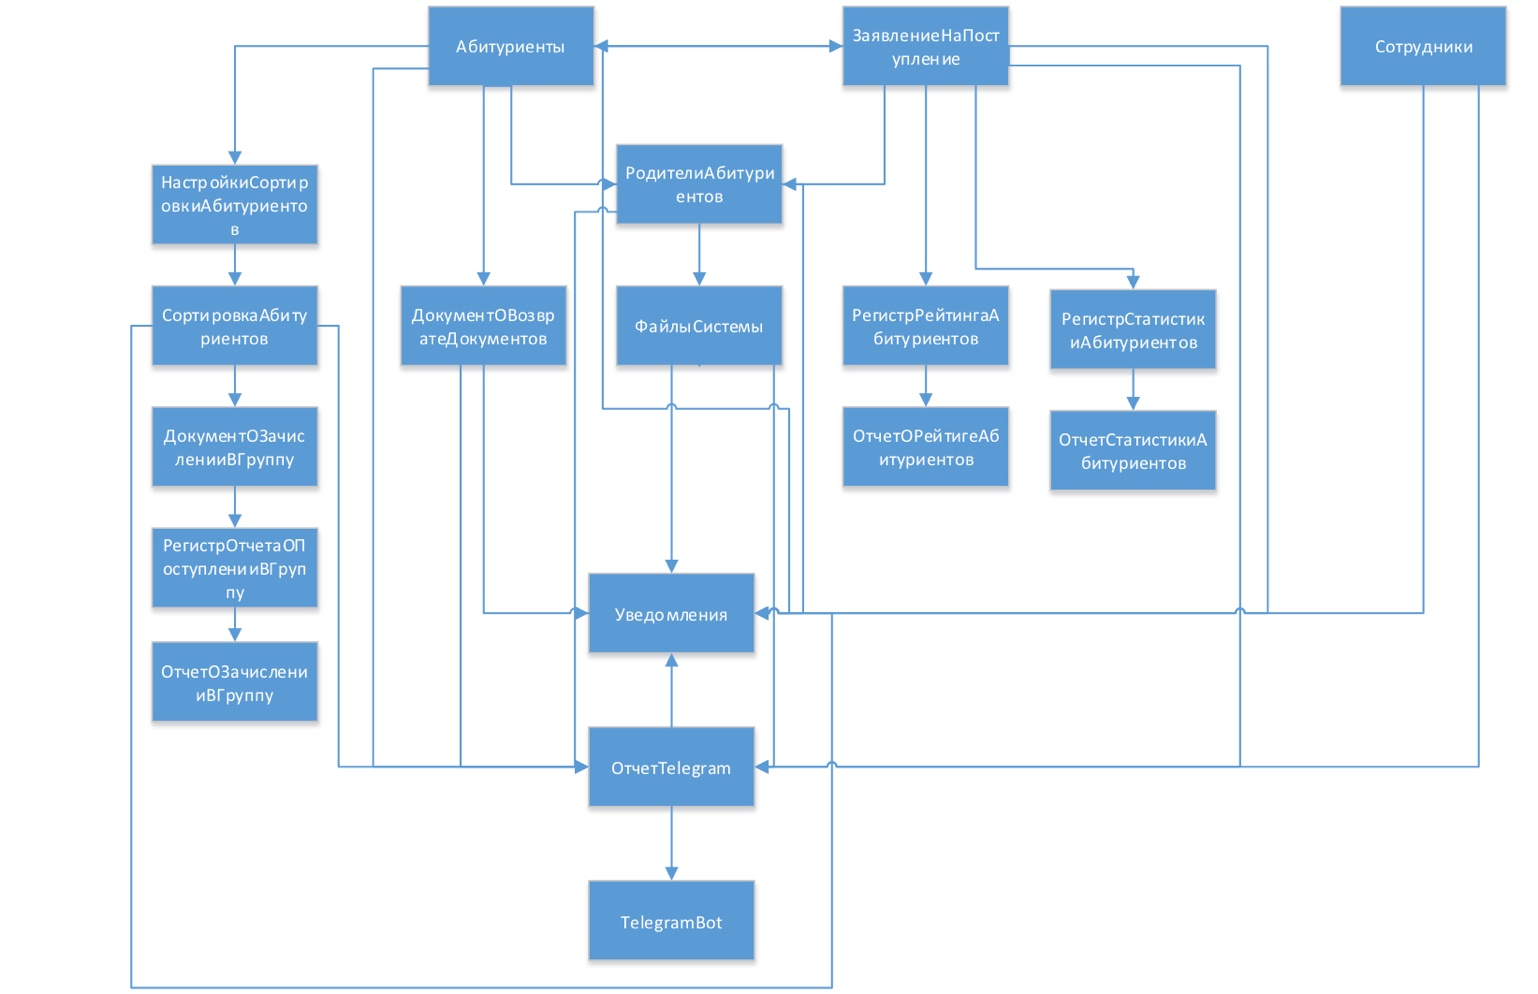 Абитуриенты
ЗаявлениеНаПост
упление
Сотрудники
РодителиАбитури
ентов
НастройкиСортир
овкиАбитуриенто
в
СортировкаАбиту
риентов
ДокументОВозвр
атеДокументов
ФайлыСистемы
РегистрРейтингаА
битуриентов
РегистрСтатистик
иАбитуриентов
ДокументОЗачис
ленииВГруппу
ОтчетОРейтигеАб
итуриентов
ОтчетСтатистикиА
битуриентов
РегистрОтчетаОП
оступленииВГруп
пу
Уведомления
ОтчетОЗачислени
иВГруппу
ОтчетTelegram
TelegramBot